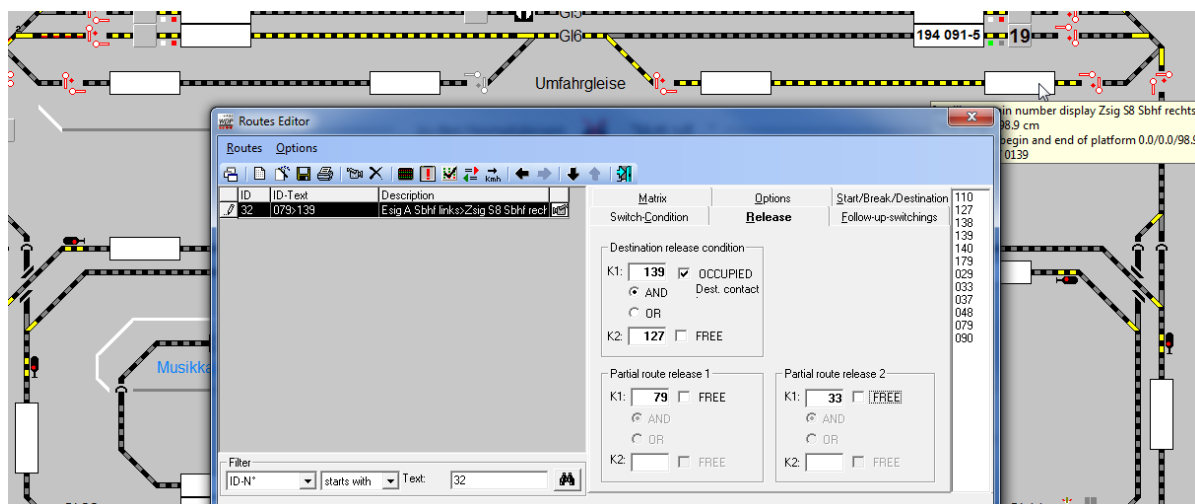 Gl5
2
Gl6
194 091-5
19
Umfahrgleise
in number display Zsig S8 Sbhf rechts
98.9 cm
begin and end of platform 0.0/0.0/98.9
0139
Routes Editor
Routes Options
kmh
ID ID-Text Description
32 079>139 Esig A Sbhf links>Zsig S8 Sbhf rech
Matrix Options Start/Break/Destination
Switch-Condition Release Follow-up-switchings
110
127
138
139
140
179
029
033
037
048
079
090
Destination release condition
K1: 139 OCCUPIED
AND Dest. contact
OR
K2: 127 FREE
Partial route release 1
K1: 79 FREE
AND
OR
K2: FREE
Partial route release 2
K1: 33 FREE
AND
OR
K2: FREE
Musikka
Filter
ID-N° starts with Text: 32